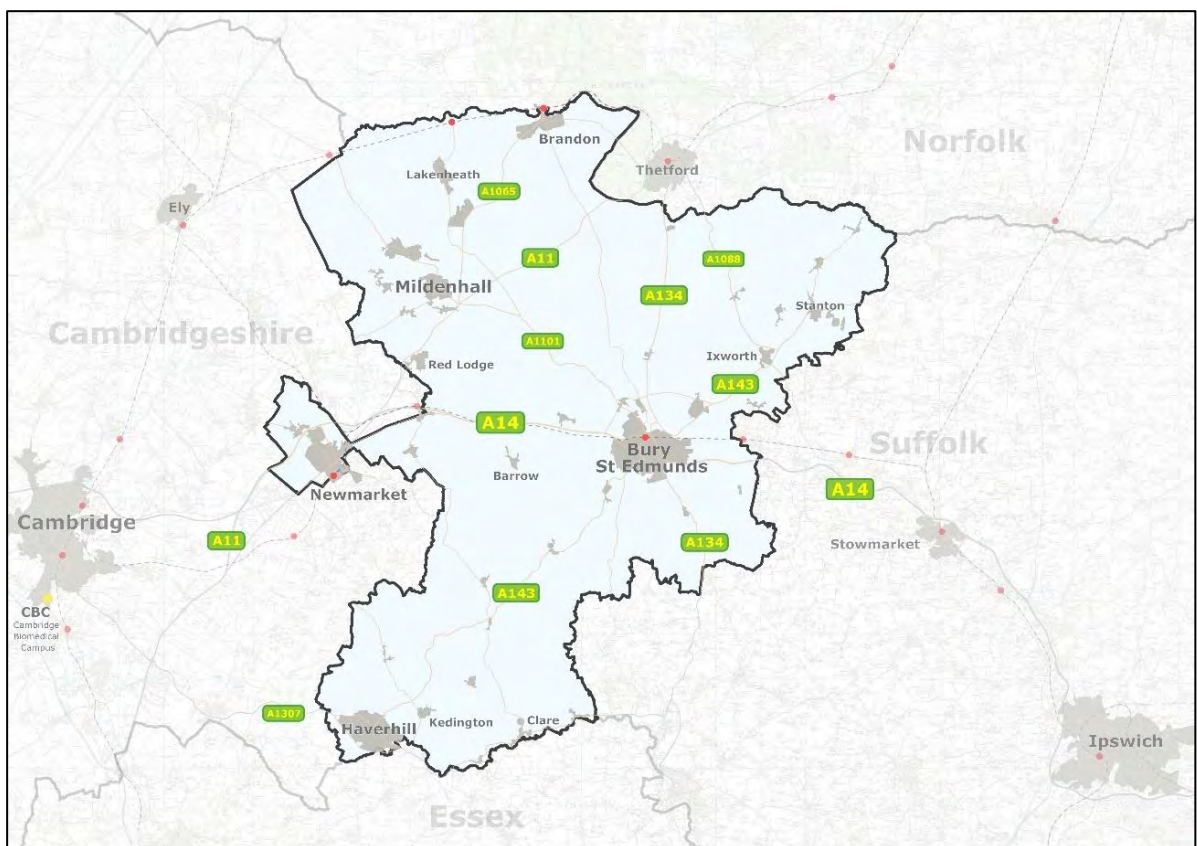 Brandon
Norfolk
Thetford
Lakenheath
A1065
Ely
A11
A1088
Mildenhall
A134
Stanton
Cambridgeshire
A1101
Ixworth
Red Lodge
A143
A14
Suffolk
Bury
St Edmunds
Barrow
Newmarket
A14
Cambridge
A11
A134
Stowmarket
A143
CBC
Cambridge
Biomedical
Campus
A1307
Haverhill
Kedington
Clare
Ipswich
Essex